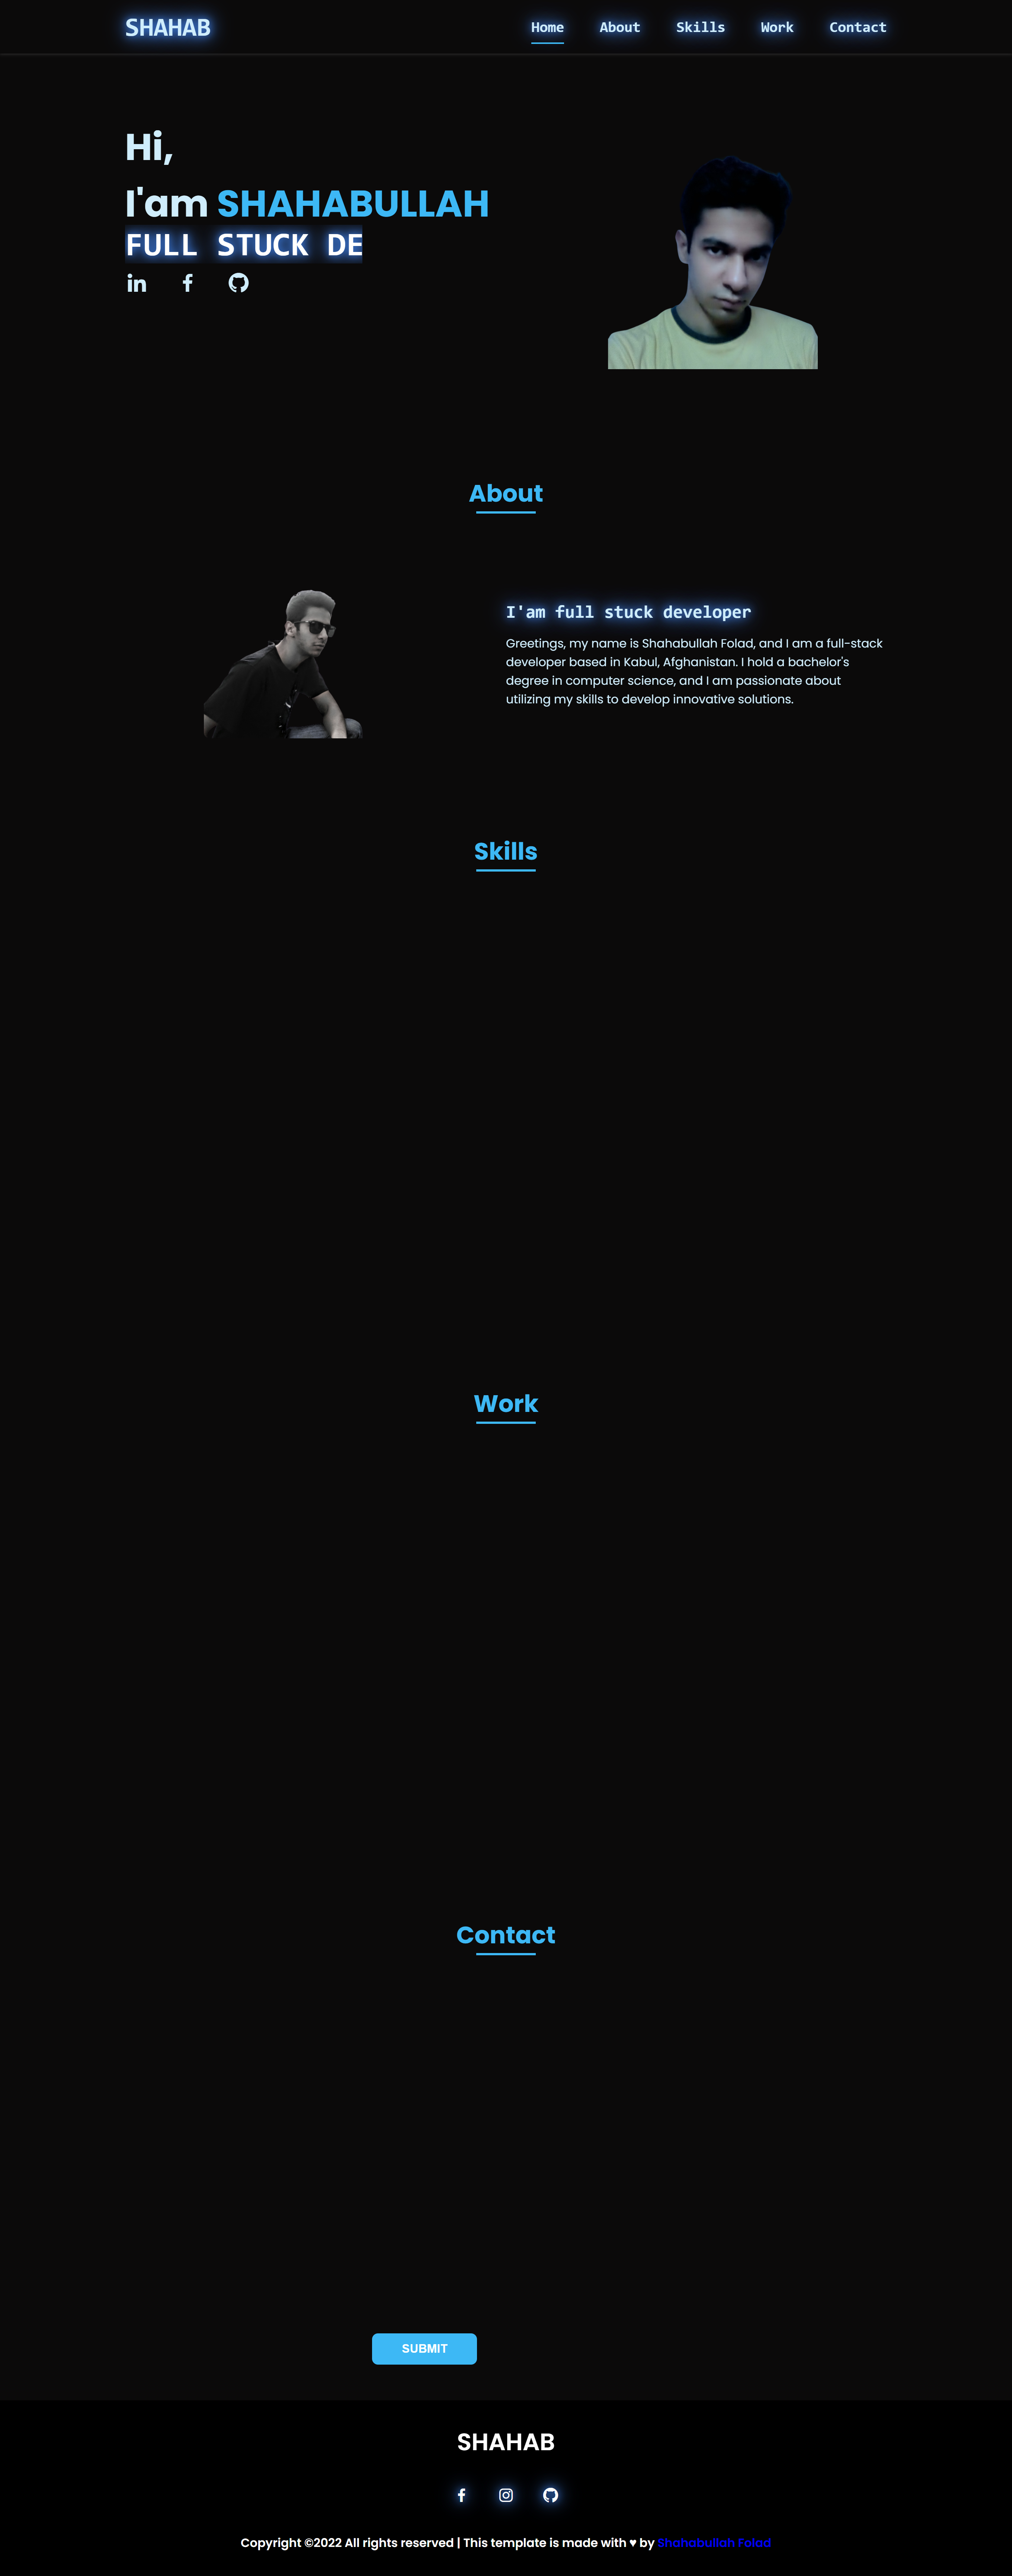 SHAHAB
Home About Skills Work Contact
Hi,
I'am SHAHABULLAH
FULL STUCK DE
About
I'am full stuck developer
Greetings, my name is Shahabullah Folad, and I am a full-stack
developer based in Kabul, Afghanistan. I hold a bachelor's
degree in computer science, and I am passionate about
utilizing my skills to develop innovative solutions.
Skills
Work
Contact
SUBMIT
SHAHAB
Copyright ©2022 All rights reserved | This template is made with ♥ by Shahabullah Folad